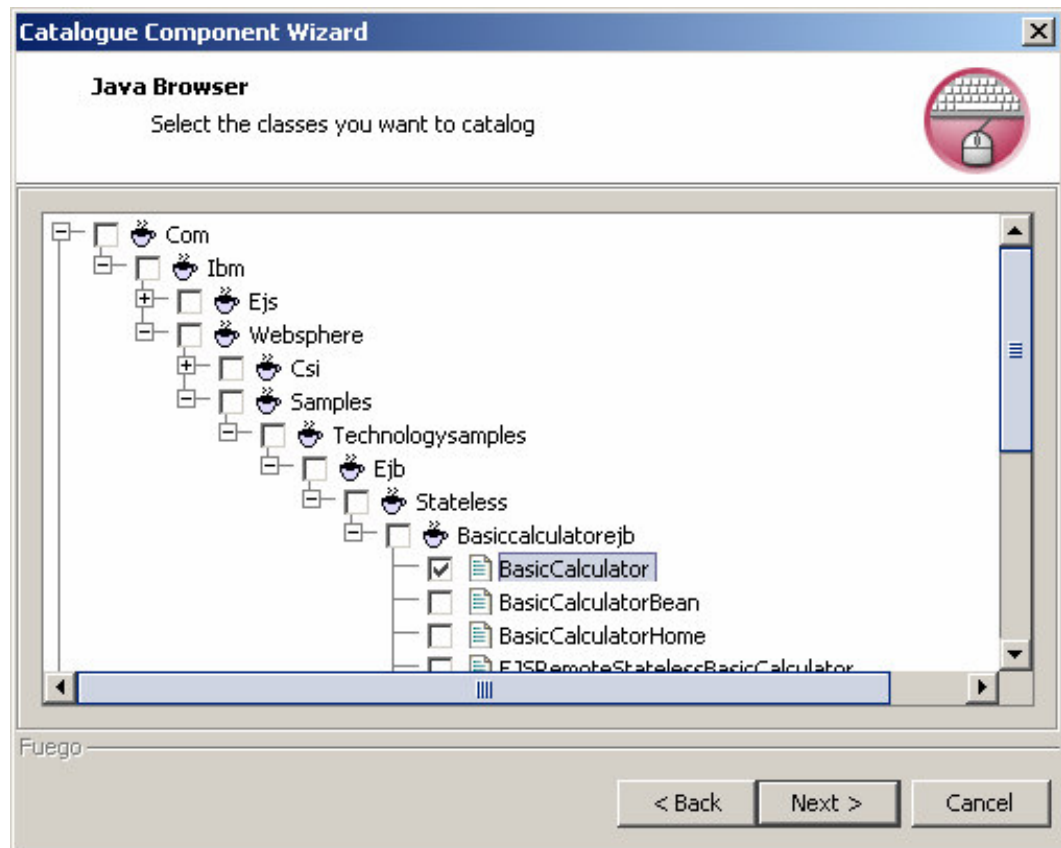 Catalogue Component Wizard
Java Browser
Select the classes you want to catalog
Com
Ibm
Ejs
Websphere
Csi
Samples
Technologysamples
Ejb
Stateless
Basiccalculatorejb
BasicCalculator
BasicCalculatorBean
BasicCalculatorHome
EJSRemoteStatelessBasicCalculator
Fuego
< Back
Next >
Cancel